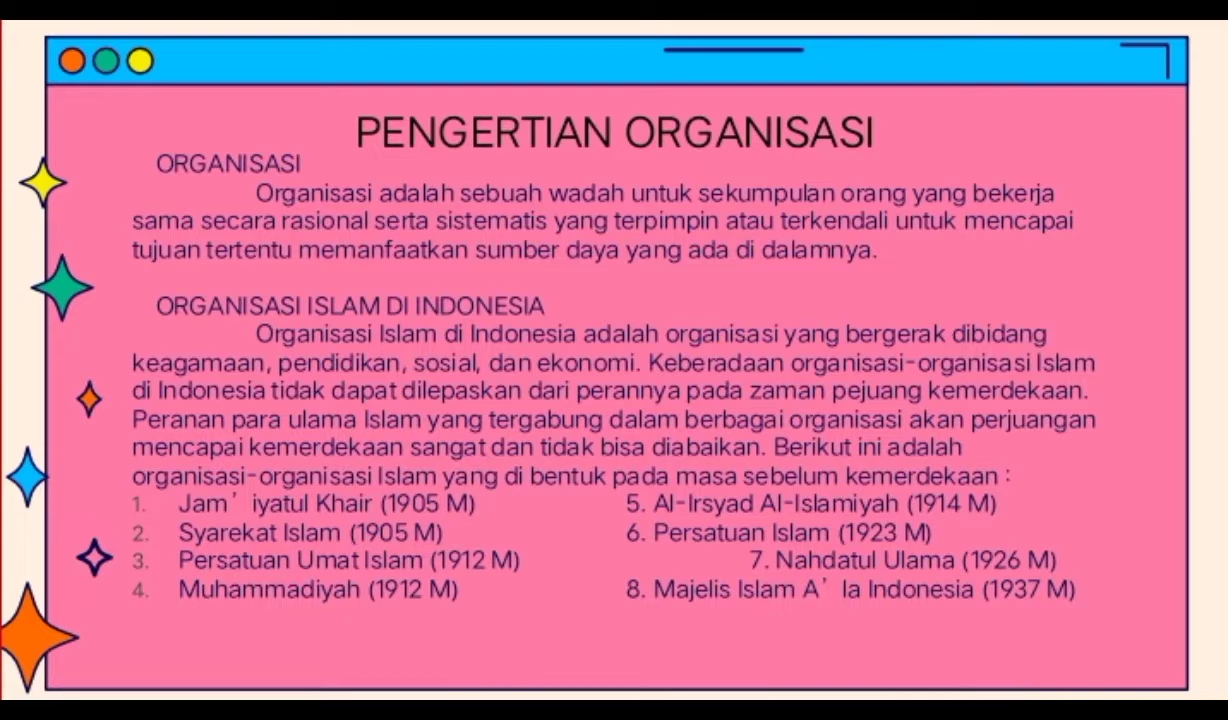 PENGERTIAN ORGANISASI
ORGANISASI
Organisasi adalah sebuah wadah untuk sekumpulan orang yang bekerja
sama secara rasional serta sistematis yang terpimpin atau terkendali untuk mencapai
tujuan tertentu memanfaatkan sumber daya yang ada di dalamnya.
ORGANISASI ISLAM DI INDONESIA
Organisasi Islam di Indonesia adalah organisasi yang bergerak dibidang
keagamaan, pendidikan, sosial, dan ekonomi. Keberadaan organisasi-organisasi Islam
di Indonesia tidak dapat dilepaskan dari perannya pada zaman pejuang kemerdekaan.
Peranan para ulama Islam yang tergabung dalam berbagai organisasi akan perjuangan
mencapai kemerdekaan sangat dan tidak bisa diabaikan. Berikut ini adalah
organisasi-organisasi Islam yang di bentuk pada masa sebelum kemerdekaan :
1. Jam’ iyatul Khair (1905 M)
2. Syarekat Islam (1905 M)
3. Persatuan Umat Islam (1912 M)
4. Muhammadiyah (1912 M)
5. Al-Irsyad Al-Islamiyah (1914 M)
6. Persatuan Islam (1923 M)
7. Nahdatul Ulama (1926 M)
8. Majelis Islam A’ la Indonesia (1937 M)